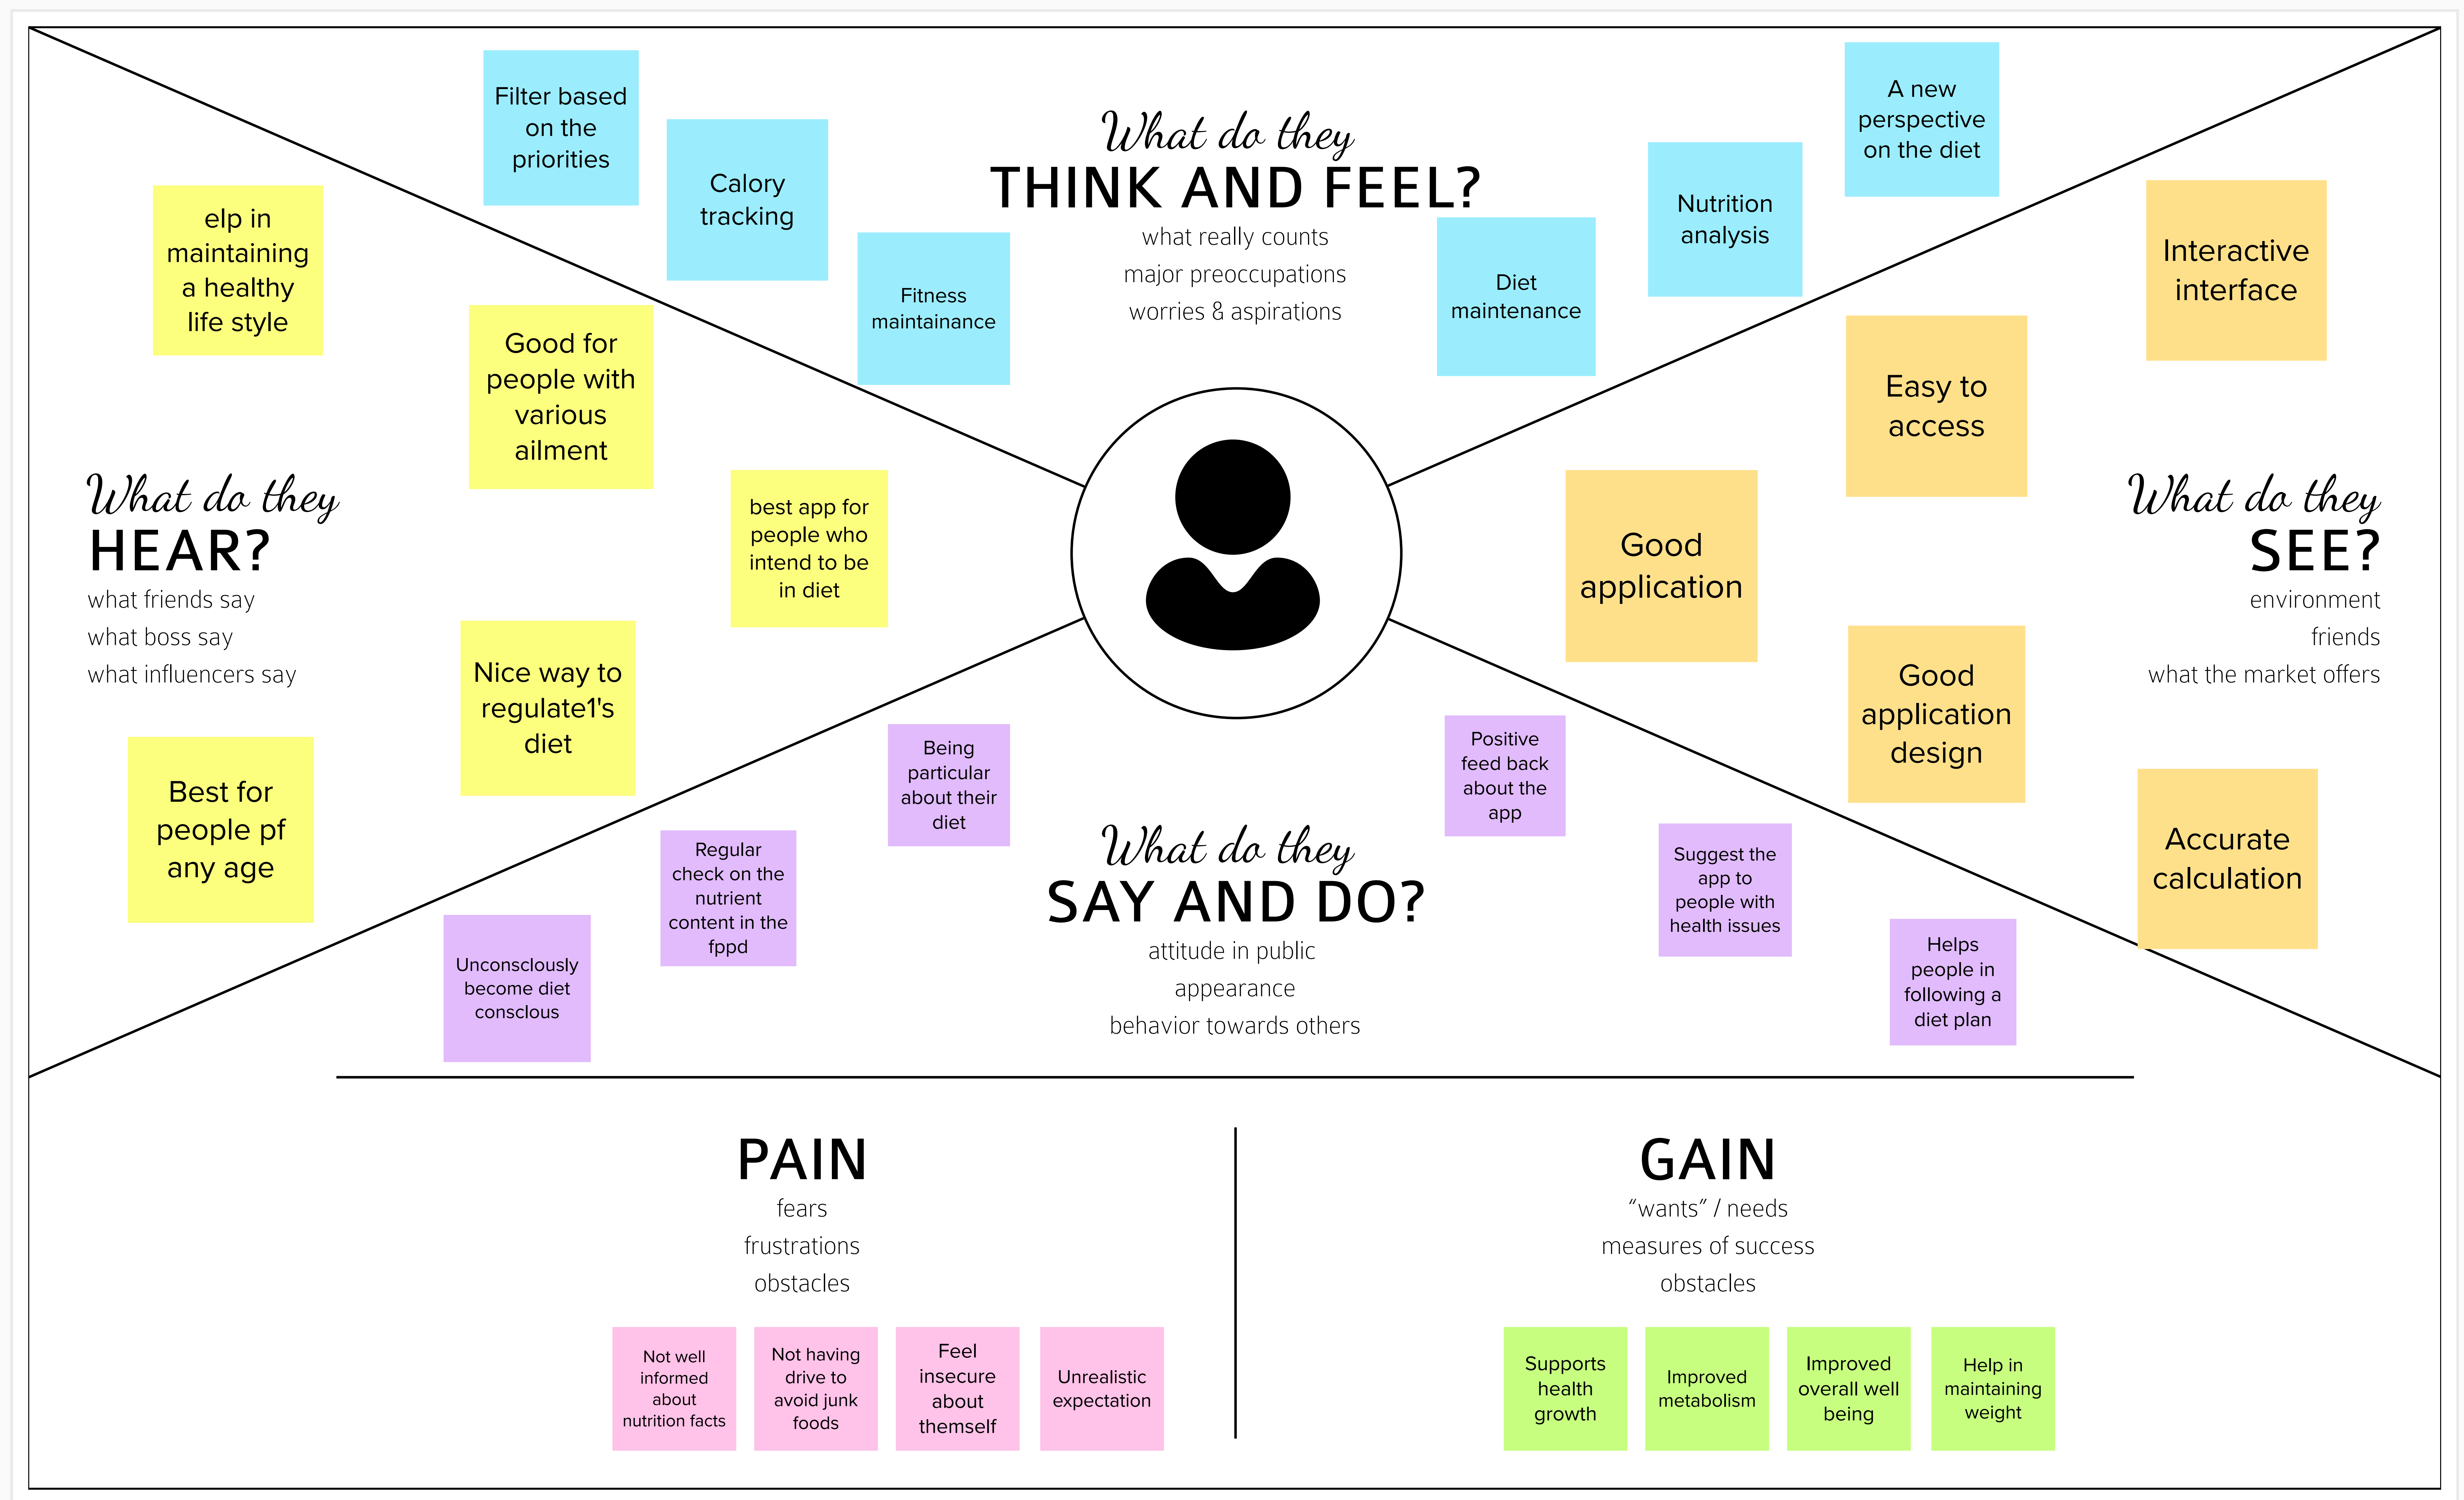 What do they
THINK AND FEEL?
what really counts
major preoccupations
worries & aspirations
Filter based
on the
priorities
Calory
tracking
Fitness
maintainance
Diet
maintenance
Nutrition
analysis
A new
perspective
on the diet
What do they
HEAR?
what friends say
what boss say
what influencers say
elp in
maintaining
a healthy
life style
Good for
people with
various
ailment
best app for
people who
intend to be
in diet
Nice way to
regulate1's
diet
Best for
people pf
any age
What do they
SEE?
environment
friends
what the market offers
Interactive
interface
Easy to
access
Good
application
Good
application
design
Accurate
calculation
What do they
SAY AND DO?
attitude in public
appearance
behavior towards others
Being
particular
about their
diet
Regular
check on the
nutrient
content in the
fppd
Unconsclously
become diet
consclous
Positive
feed back
about the
app
Suggest the
app to
people with
health issues
Helps
people in
following a
diet plan
PAIN
fears
frustrations
obstacles
Not well
informed
about
nutrition facts
Not having
drive to
avoid junk
foods
Feel
insecure
about
themself
Unrealistic
expectation
GAIN
“wants” / needs
measures of success
obstacles
Supports
health
growth
Improved
metabolism
Improved
overall well
being
Help in
maintaining
weight